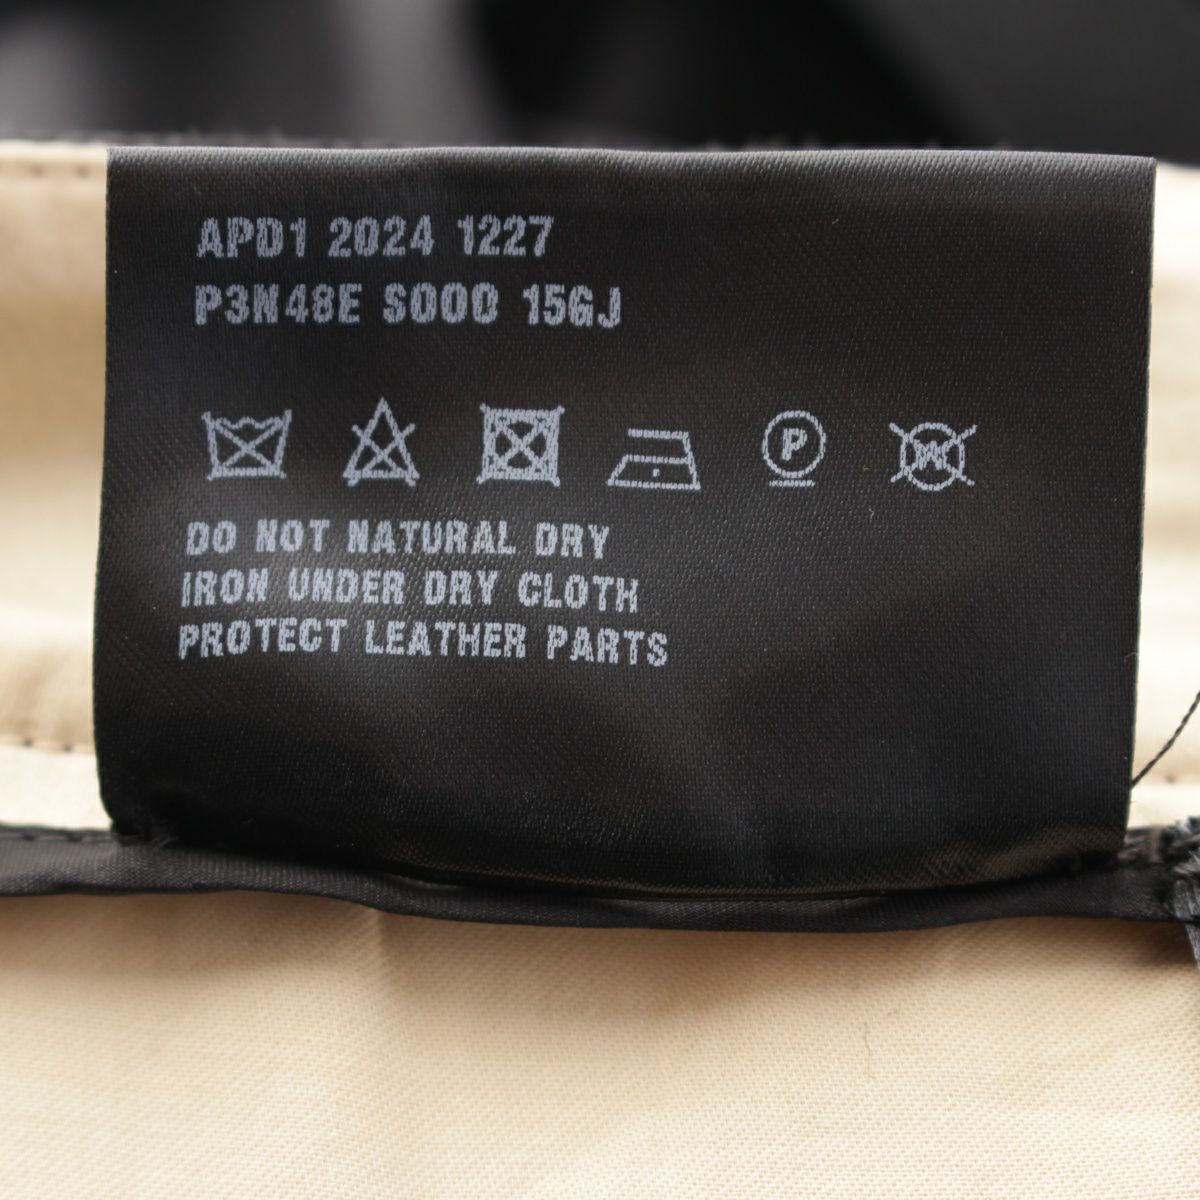 APD1 2024 1227
P3N48E S000 15GJ
P W
DO NOT NATURAL DRY
IRON UNDER DRY CLOTH
PROTECT LEATHER PARTS